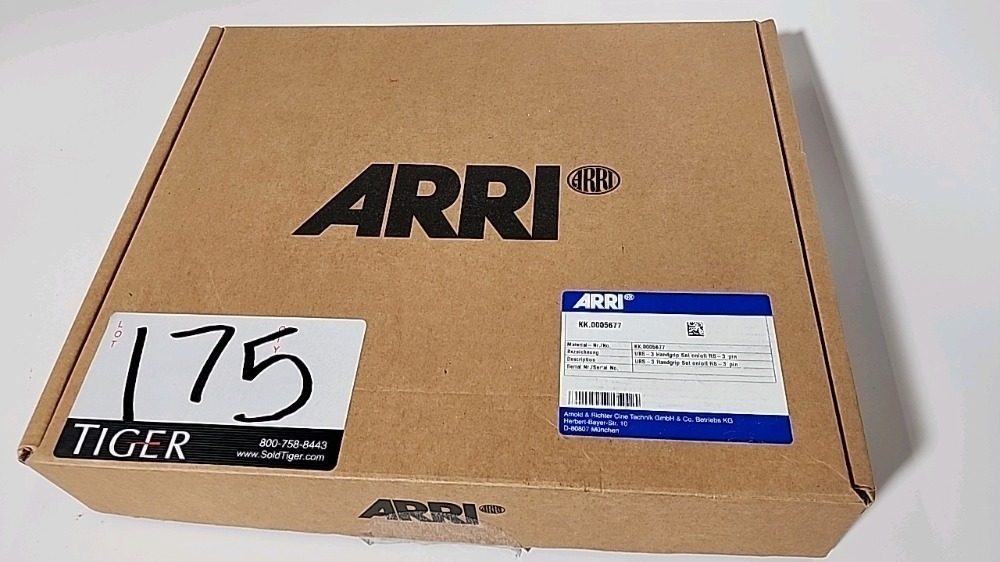 ARRI ARRI
ARRI
KK.0005677
Material-Nr./No. KK.0005677
Bezeichnung UBS-3 Handgrip Set on/off RS-3 pin
Description UBS-3 Handgrip Set on/off RS-3 pin
Serial Nr./Serial No.
Arnold & Richter Cine Technik GmbH & Co. Betriebs KG
Herbert-Bayer-Str. 10
D-80807 München
LOT 175
TIGER
800-758-8443
www.SoldTiger.com
ARRI ARRI